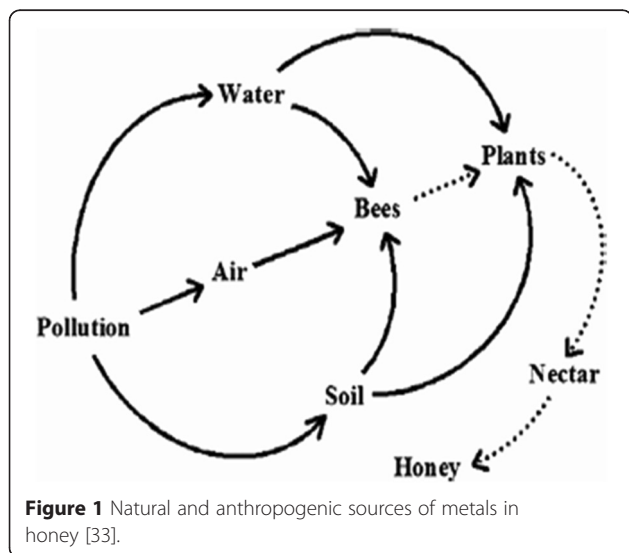 Water
Plants
Bees
Air
Pollution
Nectar
Soil
Honey
Figure 1 Natural and anthropogenic sources of metals in
honey [33].